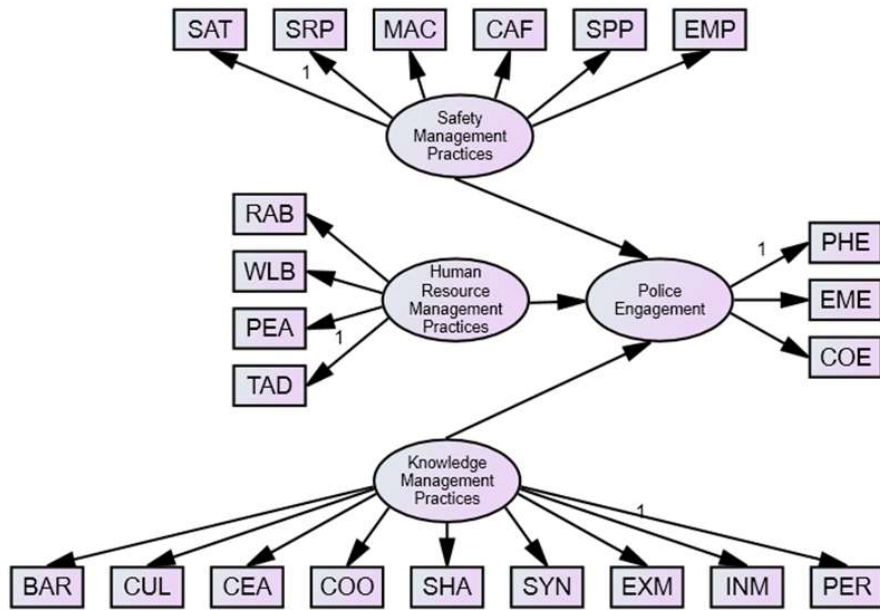 SAT SRP MAC CAF SPP EMP
1
Safety
Management
Practices
RAB
WLB
PEA
TAD
1
Human
Resource
Management
Practices
Police
Engagement
1
PHE
EME
COE
Knowledge
Management
Practices
1
BAR CUL CEA COO SHA SYN EXM INM PER